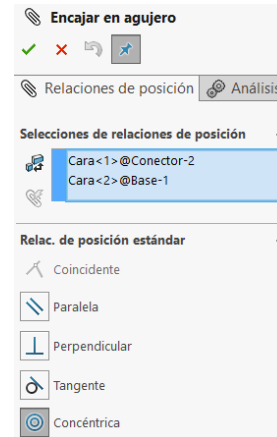 Encajar en agujero
Relaciones de posición
Análisis
Selecciones de relaciones de posición
Cara<1>@Conector-2
Cara<2>@Base-1
Relac. de posición estándar
Coincidente
Paralela
Perpendicular
Tangente
Concéntrica